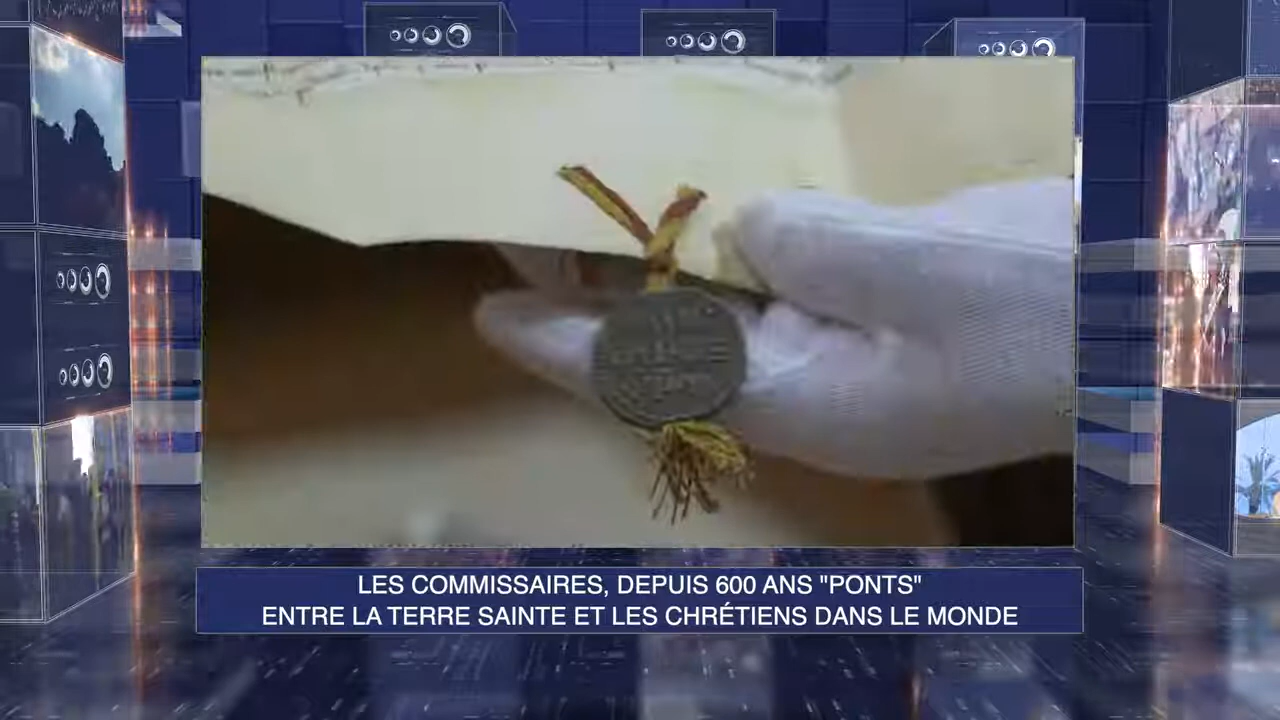 LES COMMISSAIRES, DEPUIS 600 ANS "PONTS"
ENTRE LA TERRE SAINTE ET LES CHRÉTIENS DANS LE MONDE